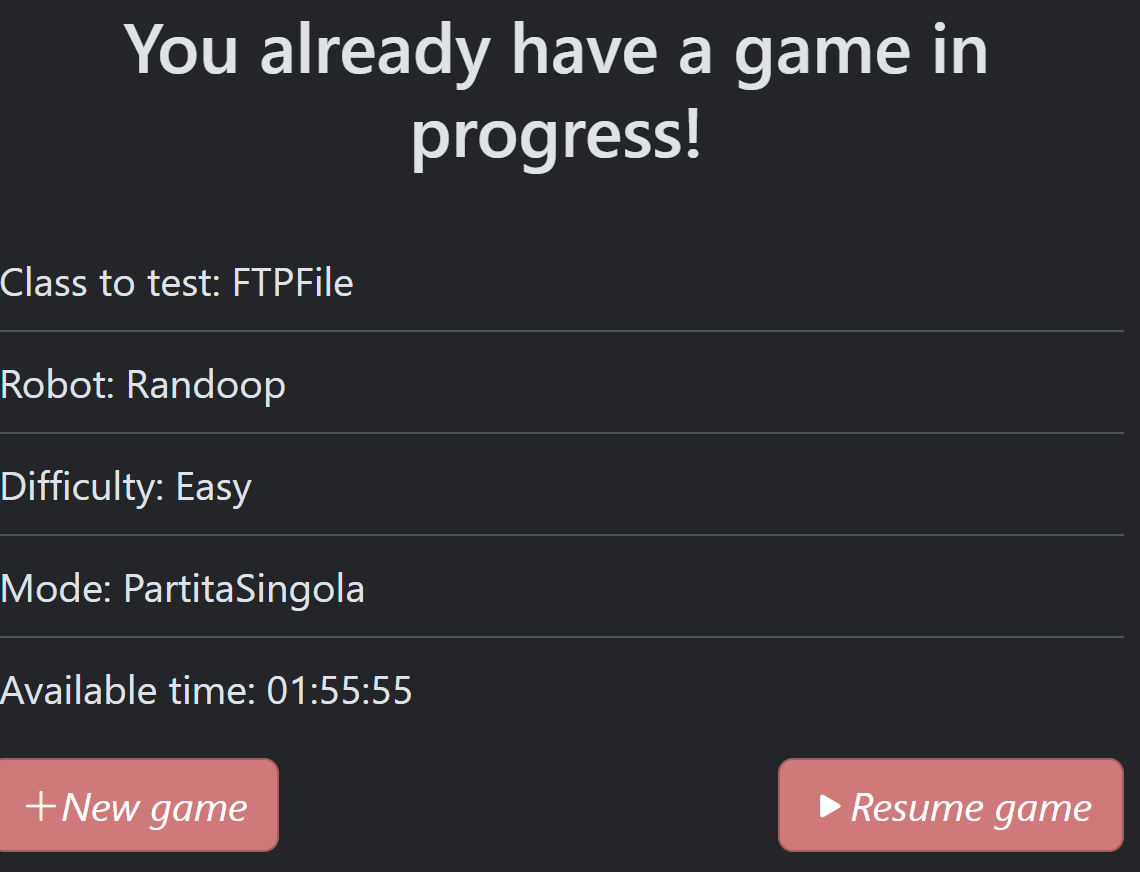 You already have a game in
progress!
Class to test: FTPFile
Robot: Randoop
Difficulty: Easy
Mode: PartitaSingola
Available time: 01:55:55
+New game
Resume game